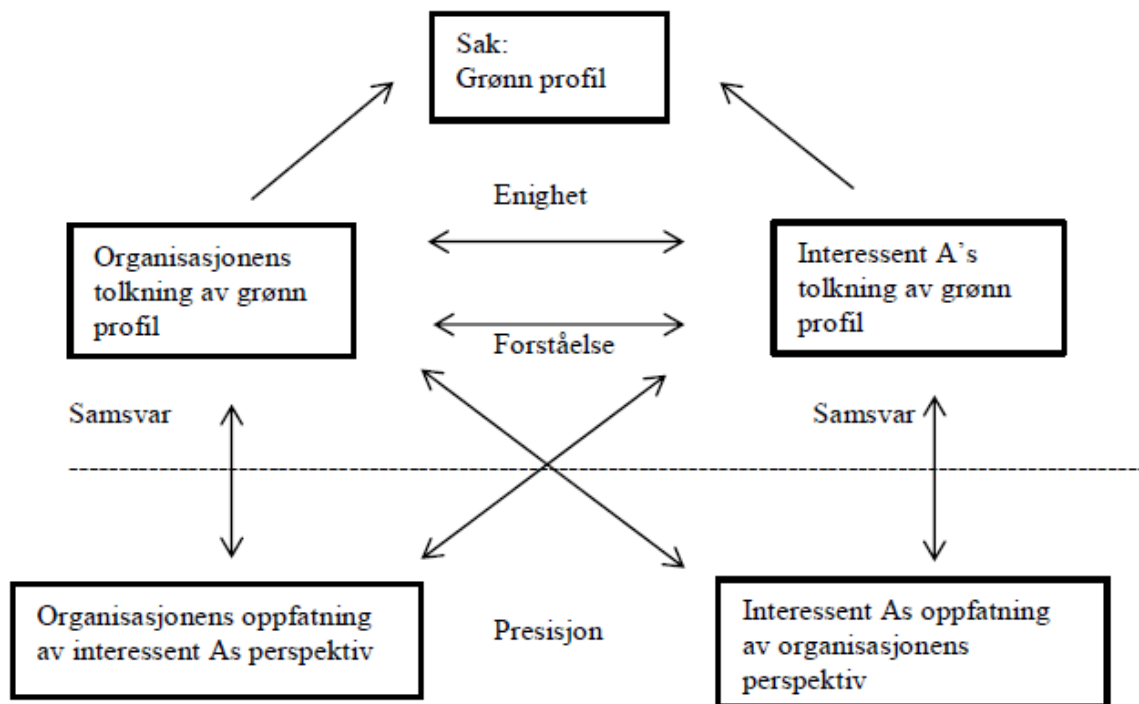 Sak:
Grønn profil
Enighet
Organisasjonens
tolkning av grønn
profil
Interessent A`s
tolkning av grønn
profil
Forståelse
Samsvar
Samsvar
Organisasjonens oppfatning
av interessent As perspektiv
Presisjon
Interessent As oppfatning
av organisasjonens
perspektiv